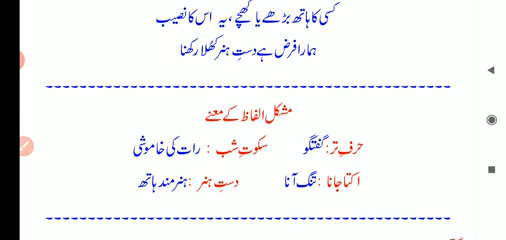 کسی کا ہاتھ بڑھے یا کھچے ، یہ اس کا نصیب
ہمارا فرض ہے دستِ ہنر کھلا رکھنا
مشکل الفاظ کے معنے
حرفِ تر : گفتگو سکوتِ شب : رات کی خاموشی
اکتا جانا : تنگ آنا دستِ ہنر : ہنر مند ہاتھ